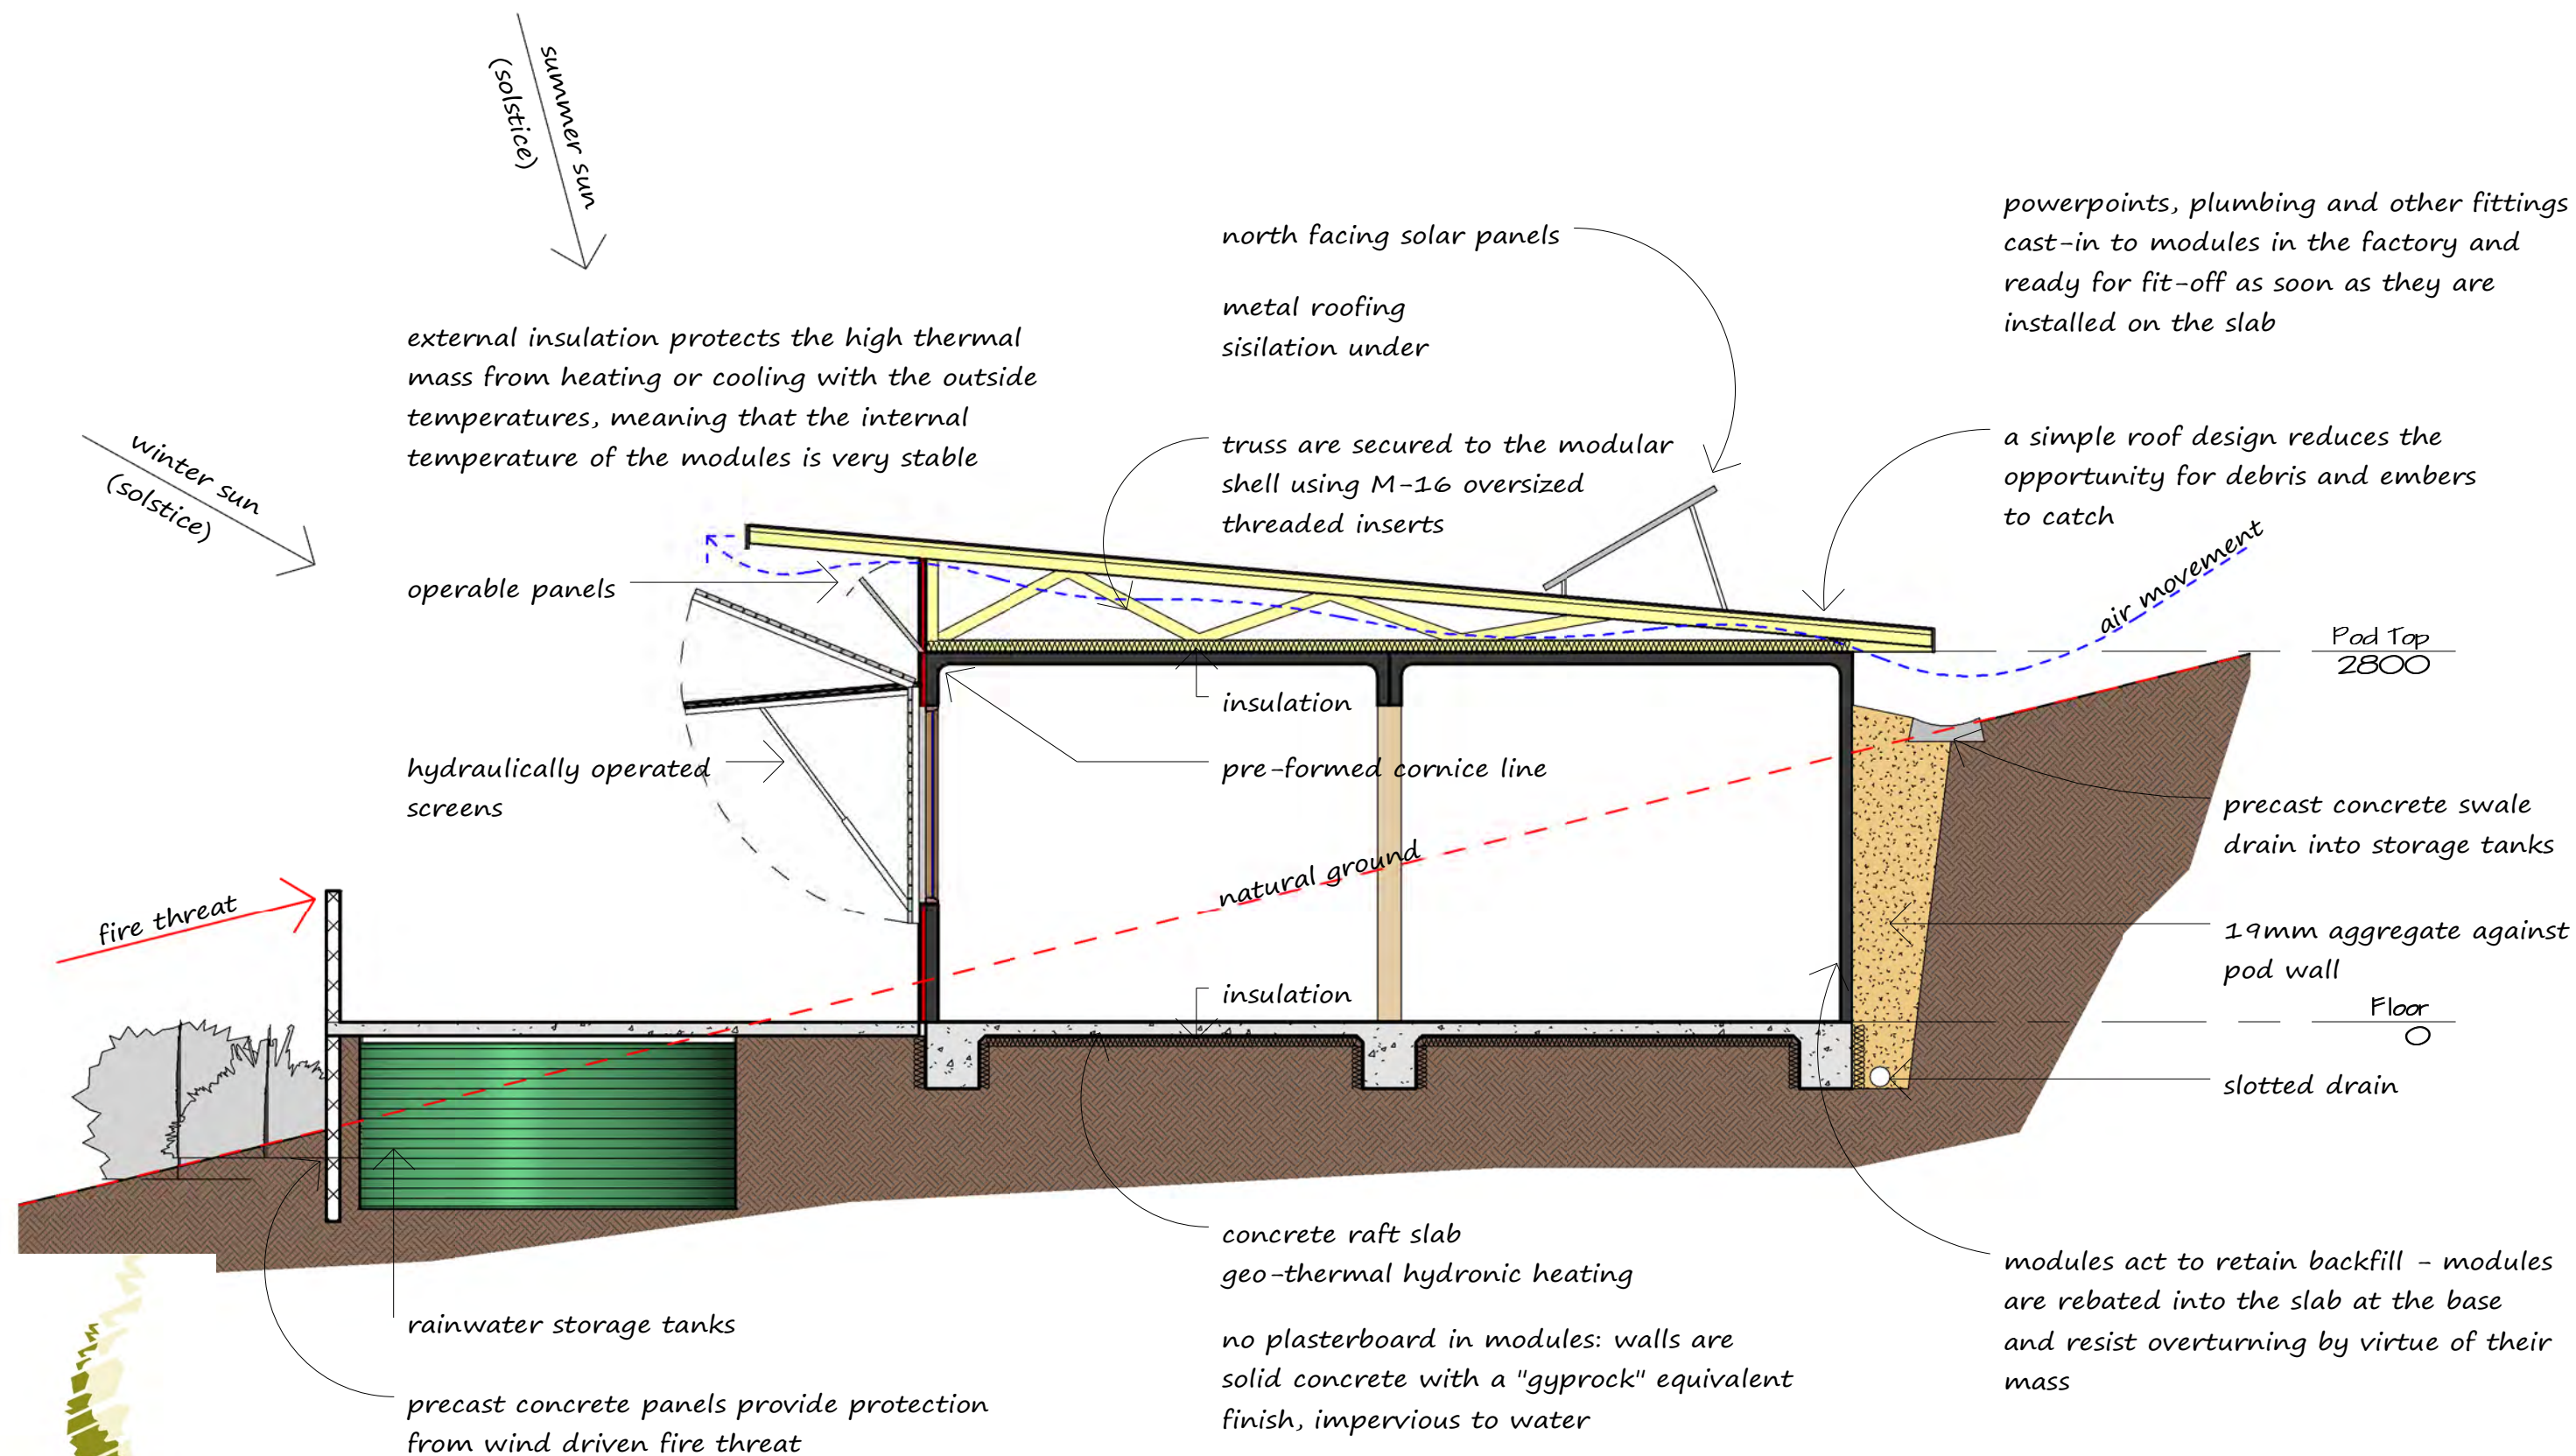 summer sun
(solstice)
winter sun
(solstice)
external insulation protects the high thermal
mass from heating or cooling with the outside
temperatures, meaning that the internal
temperature of the modules is very stable
north facing solar panels
metal roofing
sisilation under
truss are secured to the modular
shell using M-16 oversized
threaded inserts
powerpoints, plumbing and other fittings
cast-in to modules in the factory and
ready for fit-off as soon as they are
installed on the slab
a simple roof design reduces the
opportunity for debris and embers
to catch
air movement
Pod Top
2800
operable panels
insulation
hydraulically operated
screens
pre-formed cornice line
precast concrete swale
drain into storage tanks
natural ground
fire threat
19mm aggregate against
pod wall
insulation
Floor
0
slotted drain
concrete raft slab
geo-thermal hydronic heating
no plasterboard in modules: walls are
solid concrete with a "gyprock" equivalent
finish, impervious to water
modules act to retain backfill - modules
are rebated into the slab at the base
and resist overturning by virtue of their
mass
rainwater storage tanks
precast concrete panels provide protection
from wind driven fire threat